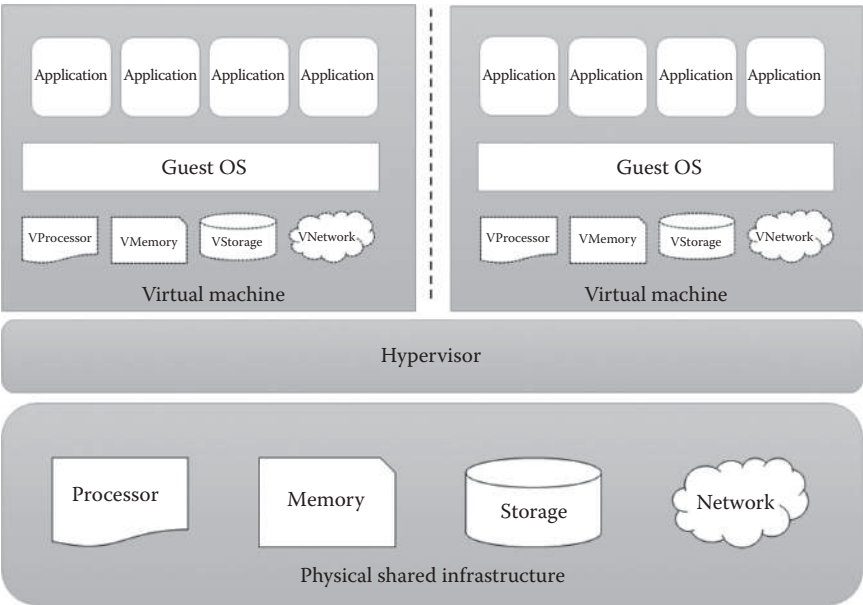 Application Application Application Application
Guest OS
VProcessor VMemory VStorage VNetwork
Virtual machine
Application Application Application Application
Guest OS
VProcessor VMemory VStorage VNetwork
Virtual machine
Hypervisor
Processor Memory Storage Network
Physical shared infrastructure